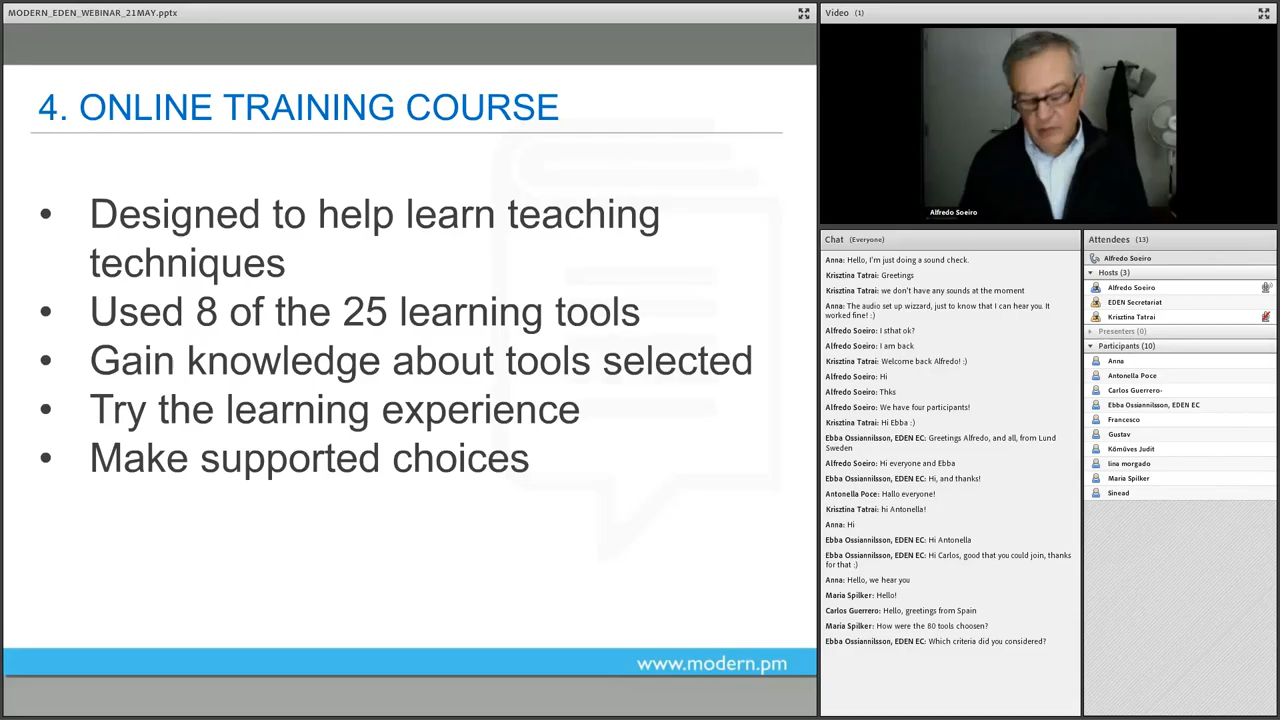 MODERN_EDEN_WEBINAR_21MAY.pptx
4. ONLINE TRAINING COURSE
• Designed to help learn teaching
techniques
• Used 8 of the 25 learning tools
• Gain knowledge about tools selected
• Try the learning experience
• Make supported choices
www.modern.pm
Video (1)
Alfredo Soeiro
Chat (Everyone)
Anna: Hello, I'm just doing a sound check.
Krisztina Tatrai: Greetings
Krisztina Tatrai: we don't have any sounds at the moment
Anna: The audio set up wizzard, just to know that I can hear you. It
worked fine! :)
Alfredo Soeiro: I sthat ok?
Alfredo Soeiro: I am back
Krisztina Tatrai: Welcome back Alfredo! :)
Alfredo Soeiro: Hi
Alfredo Soeiro: Thks
Alfredo Soeiro: We have four participants!
Krisztina Tatrai: Hi Ebba :)
Ebba Ossiannilsson, EDEN EC: Greetings Alfredo, and all, from Lund
Sweden
Alfredo Soeiro: Hi everyone and Ebba
Ebba Ossiannilsson, EDEN EC: Hi, and thanks!
Antonella Poce: Hallo everyone!
Krisztina Tatrai: hi Antonella!
Anna: Hi
Ebba Ossiannilsson, EDEN EC: Hi Antonella
Ebba Ossiannilsson, EDEN EC: Hi Carlos, good that you could join, thanks
for that :)
Anna: Hello, we hear you
Maria Spilker: Hello!
Carlos Guerrero: Hello, greetings from Spain
Maria Spilker: How were the 80 tools choosen?
Ebba Ossiannilsson, EDEN EC: Which criteria did you considered?
Attendees (13)
Alfredo Soeiro
Hosts (3)
Alfredo Soeiro
EDEN Secretariat
Krisztina Tatrai
Presenters (0)
Participants (10)
Anna
Antonella Poce
Carlos Guerrero-
Ebba Ossiannilsson, EDEN EC
Francesco
Gustav
Kömüves Judit
lina morgado
Maria Spilker
Sinead